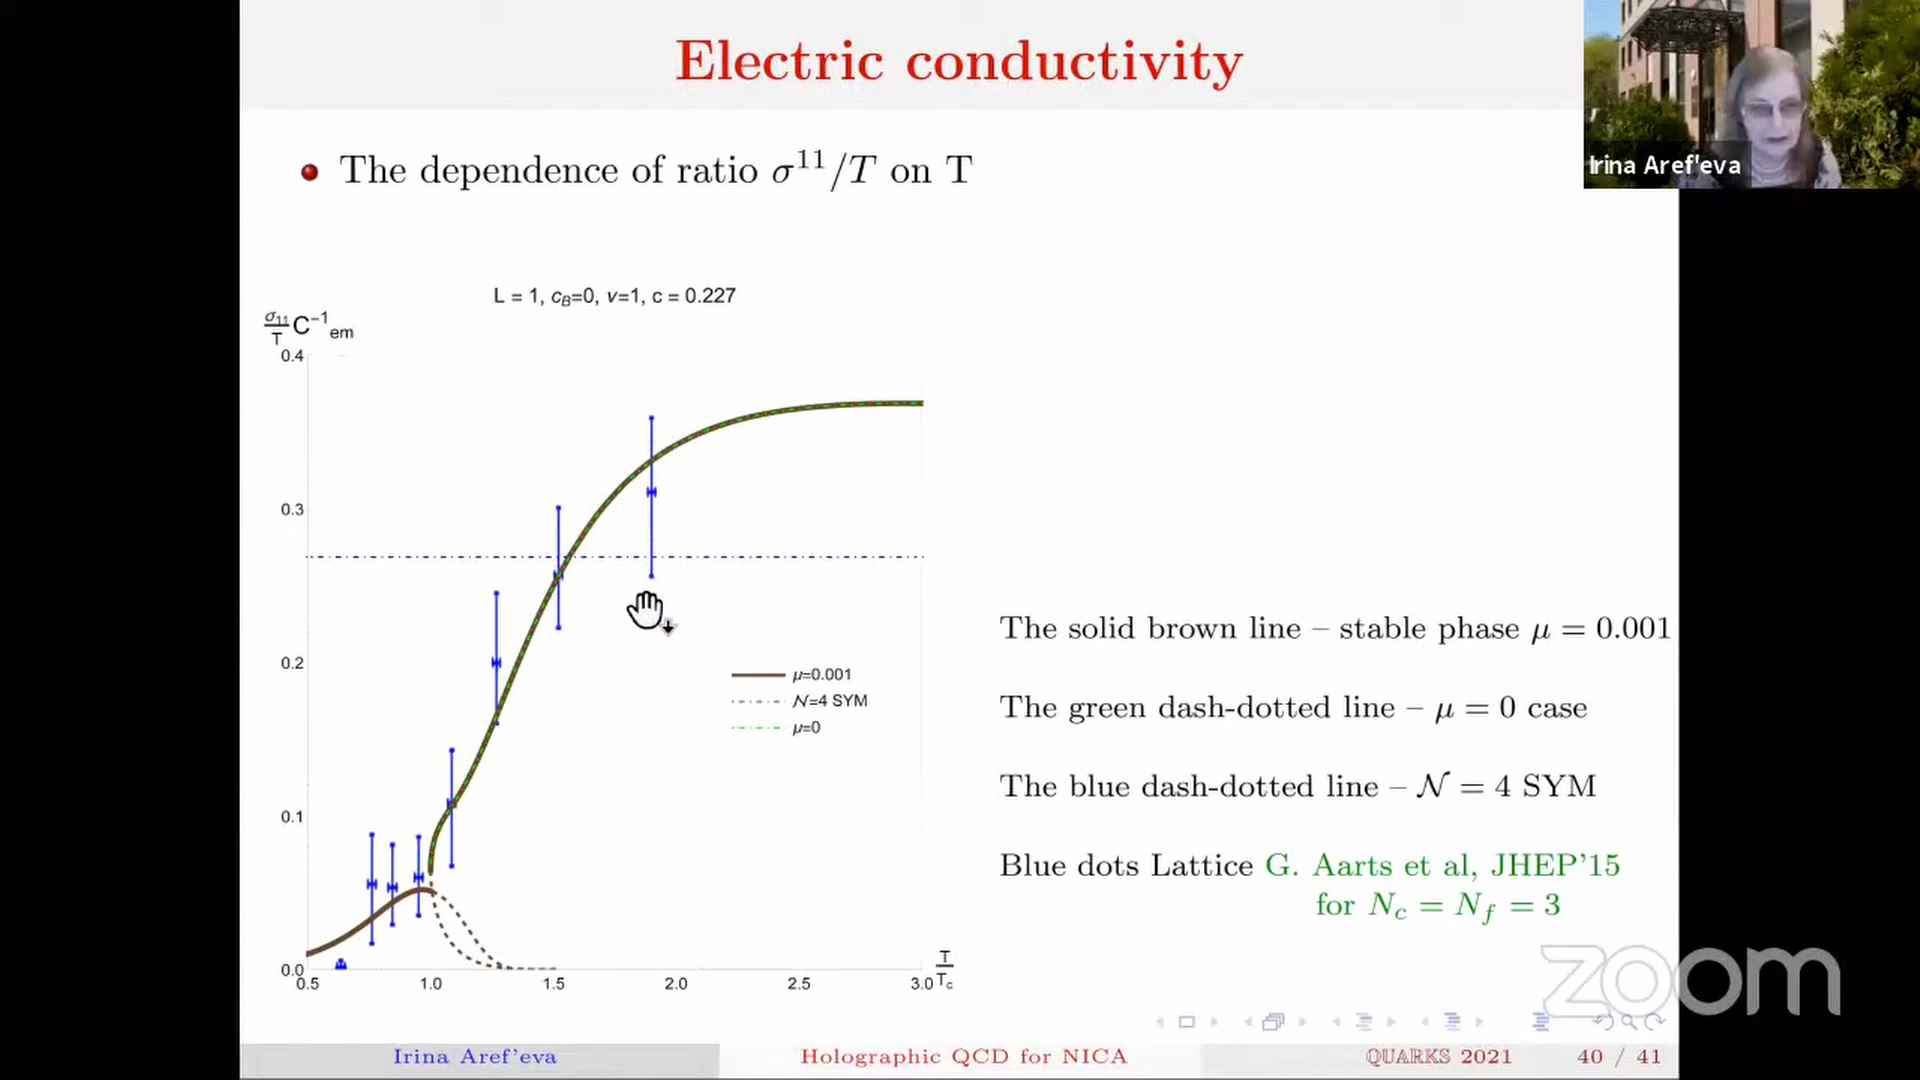 Electric conductivity
Irina Aref'eva
The dependence of ratio σ¹¹/T on T
L = 1, c_B=0, ν=1, c = 0.227
σ₁₁/T C⁻¹em
0.4
0.3
0.2
0.1
0.0
0.5 1.0 1.5 2.0 2.5 3.0
T/T_c
μ=0.001
𝒩=4 SYM
μ=0
The solid brown line – stable phase μ = 0.001
The green dash-dotted line – μ = 0 case
The blue dash-dotted line – 𝒩 = 4 SYM
Blue dots Lattice G. Aarts et al, JHEP'15
for N_c = N_f = 3
zoom
Irina Aref'eva Holographic QCD for NICA QUARKS 2021 40 / 41